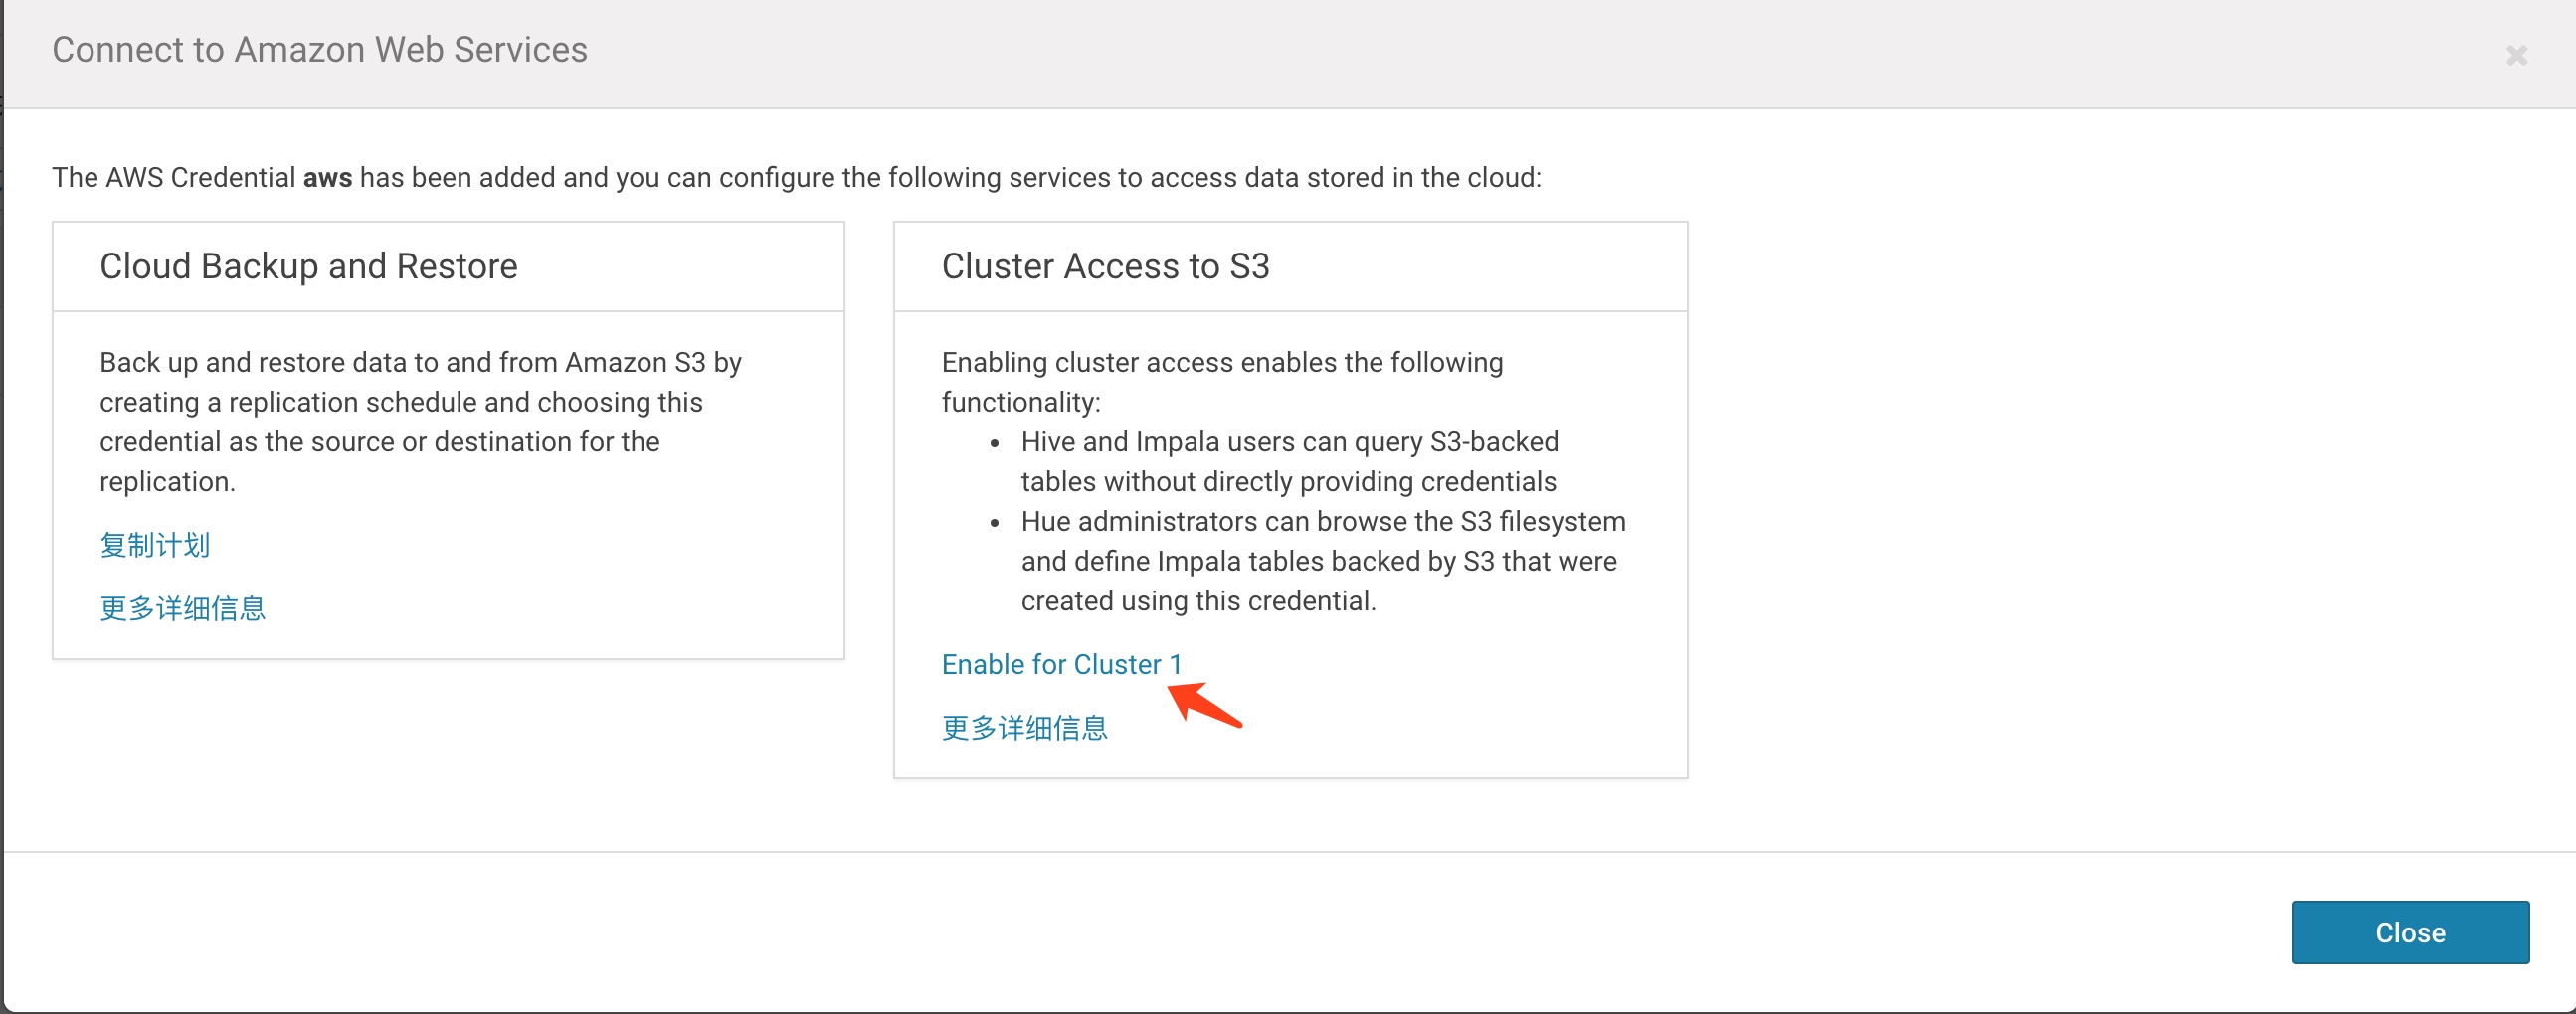 Connect to Amazon Web Services
The AWS Credential aws has been added and you can configure the following services to access data stored in the cloud:
Cloud Backup and Restore
Back up and restore data to and from Amazon S3 by
creating a replication schedule and choosing this
credential as the source or destination for the
replication.
复制计划
更多详细信息
Cluster Access to S3
Enabling cluster access enables the following
functionality:
• Hive and Impala users can query S3-backed
tables without directly providing credentials
• Hue administrators can browse the S3 filesystem
and define Impala tables backed by S3 that were
created using this credential.
Enable for Cluster 1
更多详细信息
Close